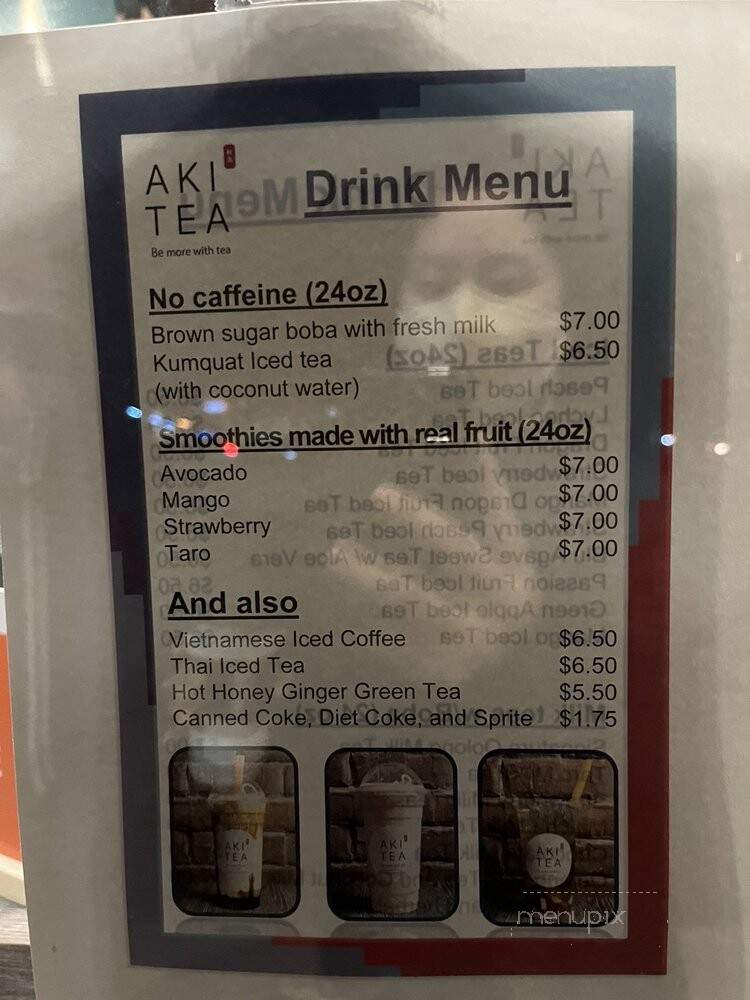 AKI
TEA
Be more with tea
Drink Menu
No caffeine (24oz)
Brown sugar boba with fresh milk $7.00
Kumquat Iced tea $6.50
(with coconut water)
Smoothies made with real fruit (24oz)
Avocado $7.00
Mango $7.00
Strawberry $7.00
Taro $7.00
And also
Vietnamese Iced Coffee $6.50
Thai Iced Tea $6.50
Hot Honey Ginger Green Tea $5.50
Canned Coke, Diet Coke, and Sprite $1.75
AKI
TEA
AKI
TEA
AKI
TEA
menupix